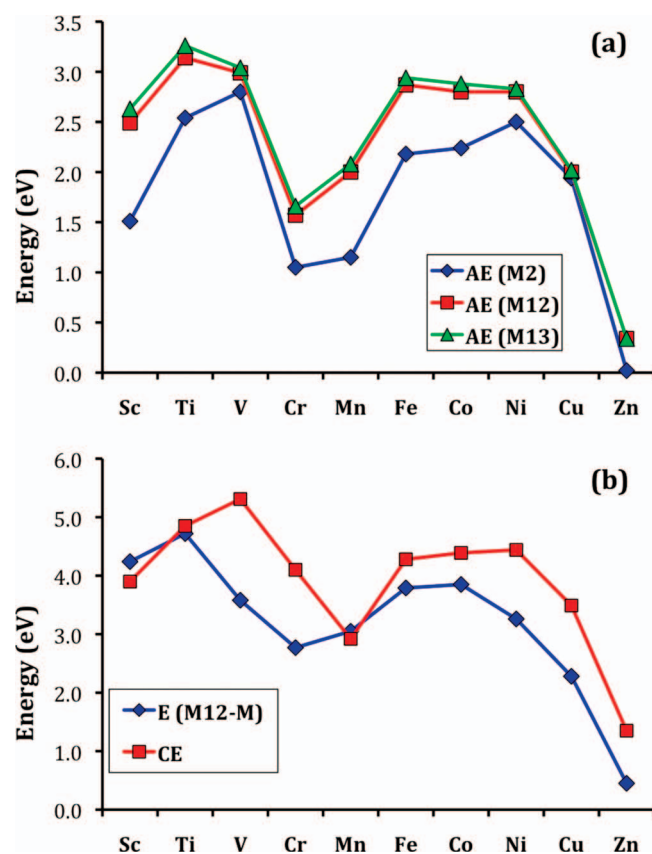 (a)
Energy (eV)
3.5
3.0
2.5
2.0
1.5
1.0
0.5
0.0
AE (M2)
AE (M12)
AE (M13)
Sc Ti V Cr Mn Fe Co Ni Cu Zn
(b)
Energy (eV)
6.0
5.0
4.0
3.0
2.0
1.0
0.0
E (M12-M)
CE
Sc Ti V Cr Mn Fe Co Ni Cu Zn